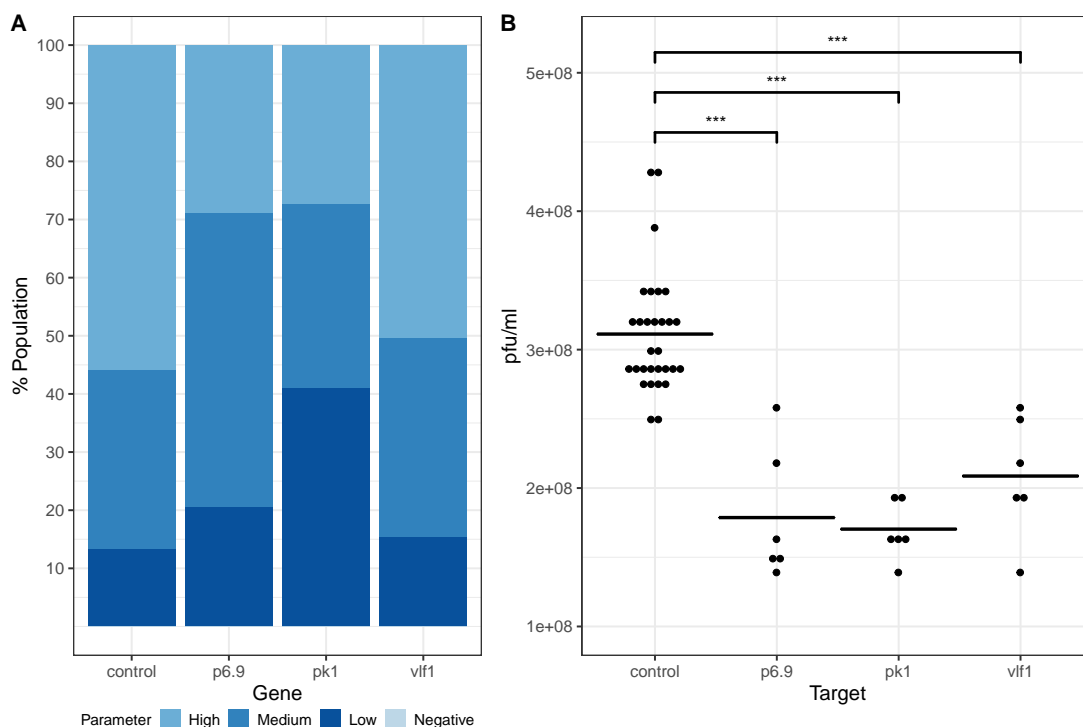 A
100
90
80
70
60
50
40
30
20
10
% Population
control p6.9 pk1 vlf1
Gene
Parameter High Medium Low Negative
B
***
***
***
5e+08
4e+08
3e+08
2e+08
1e+08
pfu/ml
control p6.9 pk1 vlf1
Target